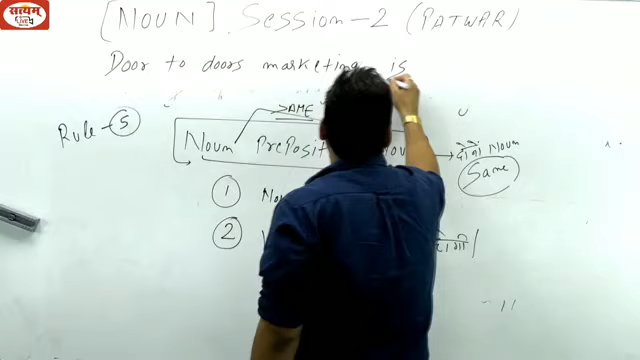 सत्यम्
LIVE
[NOUN] Session-2 (PATWAR)
Door to doors marketing is
SAME
Rule - 5
Noun Preposit दोनो Noun
Same
1
2